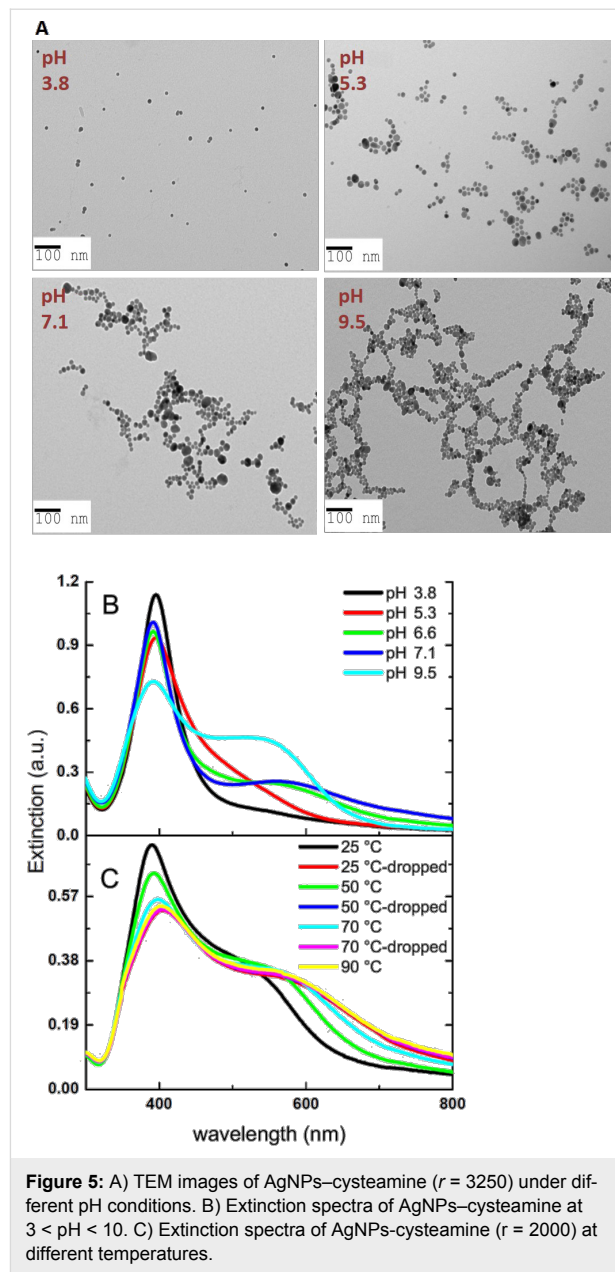 A
pH
3.8
100 nm
pH
5.3
100 nm
pH
7.1
100 nm
pH
9.5
100 nm
B
1.2
0.9
0.6
0.3
0.0
pH 3.8
pH 5.3
pH 6.6
pH 7.1
pH 9.5
Extinction (a.u.)
C
0.57
0.38
0.19
0.00
25 °C
25 °C-dropped
50 °C
50 °C-dropped
70 °C
70 °C-dropped
90 °C
400
600
800
wavelength (nm)
Figure 5: A) TEM images of AgNPs–cysteamine (r = 3250) under dif-
ferent pH conditions. B) Extinction spectra of AgNPs–cysteamine at
3 < pH < 10. C) Extinction spectra of AgNPs-cysteamine (r = 2000) at
different temperatures.